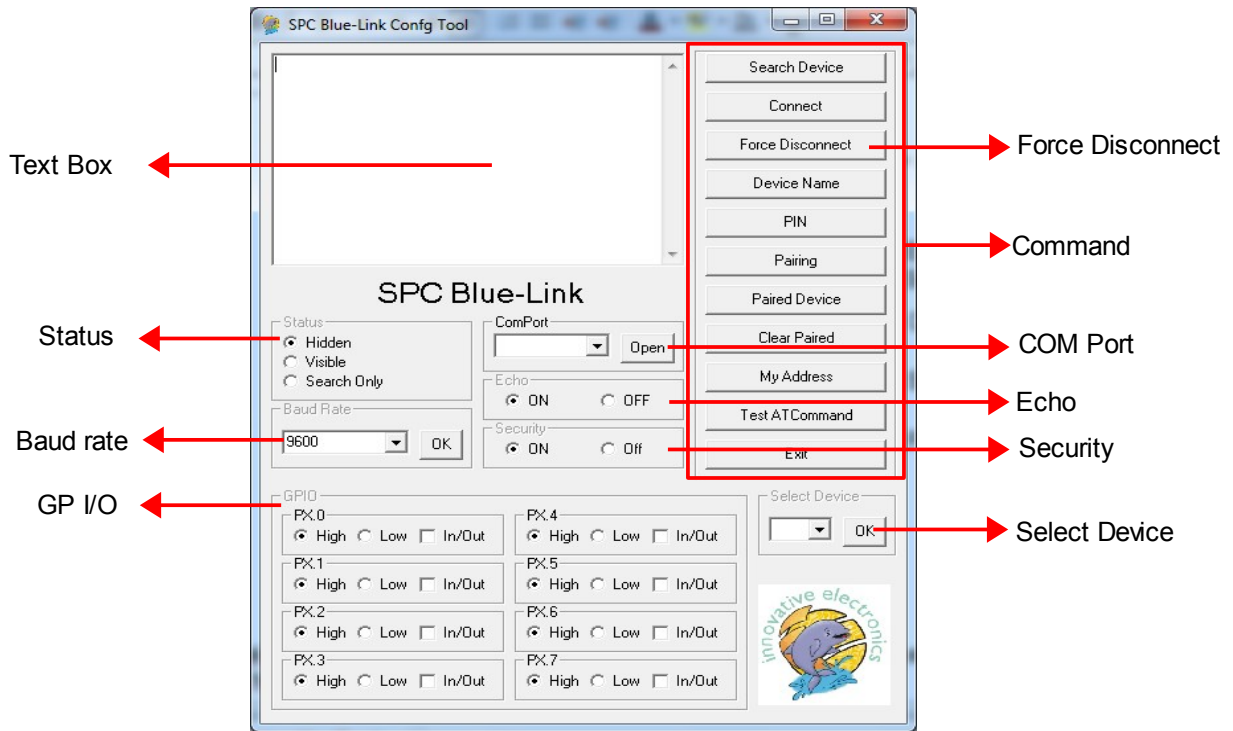 SPC Blue-Link Confg Tool
Search Device
Connect
Force Disconnect
Device Name
PIN
Pairing
Paired Device
Clear Paired
My Address
Test ATCommand
Exit
Text Box
Force Disconnect
Command
SPC Blue-Link
Status
Status
Hidden
Visible
Search Only
ComPort
Open
COM Port
Echo
ON OFF
Echo
Baud rate
Baud Rate
9600 OK
Security
ON Off
Security
GP I/O
GPIO
PX.0
High Low In/Out
PX.4
High Low In/Out
PX.1
High Low In/Out
PX.5
High Low In/Out
PX.2
High Low In/Out
PX.6
High Low In/Out
PX.3
High Low In/Out
PX.7
High Low In/Out
Select Device
OK
Select Device
innovative electronics